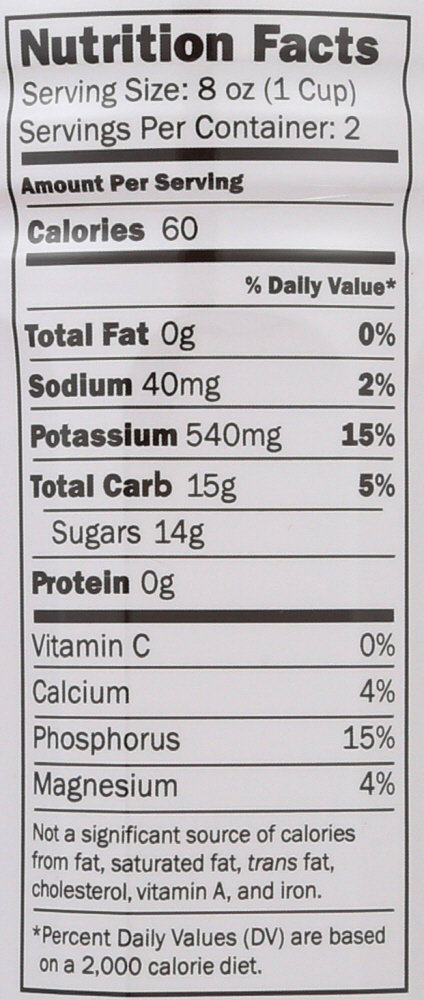 Nutrition Facts
Serving Size: 8 oz (1 Cup)
Servings Per Container: 2
Amount Per Serving
Calories 60
% Daily Value*
Total Fat 0g 0%
Sodium 40mg 2%
Potassium 540mg 15%
Total Carb 15g 5%
Sugars 14g
Protein 0g
Vitamin C 0%
Calcium 4%
Phosphorus 15%
Magnesium 4%
Not a significant source of calories
from fat, saturated fat, trans fat,
cholesterol, vitamin A, and iron.
*Percent Daily Values (DV) are based
on a 2,000 calorie diet.